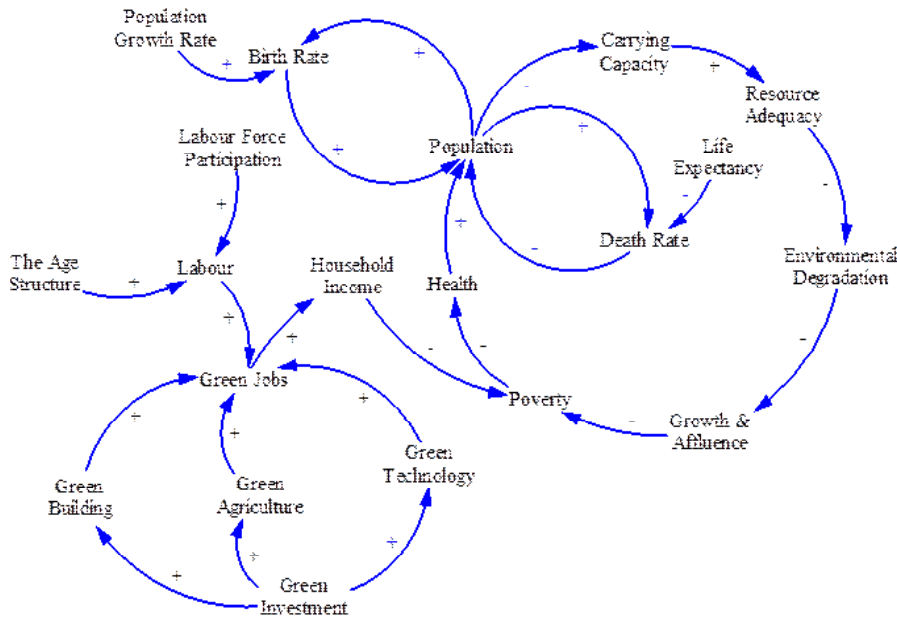 Population
Growth Rate
+
Birth Rate
+
+
Carrying
Capacity
-
+
Resource
Adequacy
Labour Force
Participation
+
Population
+
Life
Expectancy
-
-
+
+
Death Rate
-
The Age
Structure
+
Labour
Household
Income
Health
Environmental
Degradation
+
+
-
-
-
Green Jobs
Poverty
+
+
+
-
Growth &
Affluence
Green
Technology
Green
Building
Green
Agriculture
+
+
+
Green
Investment